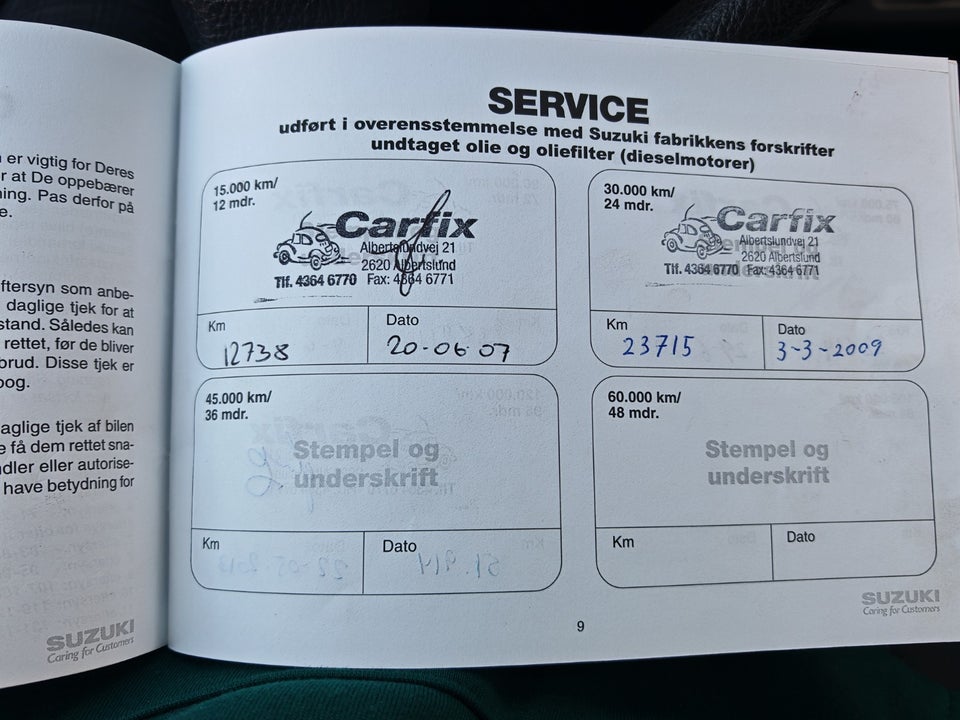 er vigtig for Deres
r at De oppebærer
ning. Pas derfor på
e.
ftersyn som anbe-
daglige tjek for at
stand. Således kan
rettet, før de bliver
brud. Disse tjek er
bog.
aglige tjek af bilen
e få dem rettet sna-
ndler eller autorise-
have betydning for
SUZUKI
Caring for Customers
SERVICE
udført i overensstemmelse med Suzuki fabrikkens forskrifter
undtaget olie og oliefilter (dieselmotorer)
15.000 km/
12 mdr.
Carfix
Albertslundvej 21
2620 Albertslund
Tlf. 4364 6770 Fax: 4364 6771
Km
12738
Dato
20-06-07
30.000 km/
24 mdr.
Carfix
Albertslundvej 21
2620 Albertslund
Tlf. 4364 6770 Fax: 4364 6771
Km
23715
Dato
3-3-2009
45.000 km/
36 mdr.
Stempel og
underskrift
Km
Dato
60.000 km/
48 mdr.
Stempel og
underskrift
Km
Dato
9
SUZUKI
Caring for Customers